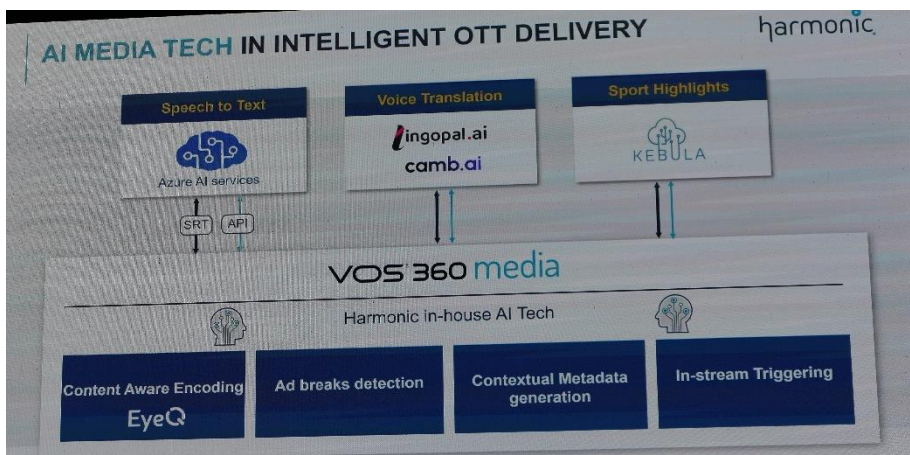 AI MEDIA TECH IN INTELLIGENT OTT DELIVERY
harmonic
Speech to Text
Azure AI services
Voice Translation
lingopal.ai
camb.ai
Sport Highlights
KEBULA
SRT
API
VOS 360 media
Harmonic in-house AI Tech
Content Aware Encoding
EyeQ
Ad breaks detection
Contextual Metadata
generation
In-stream Triggering